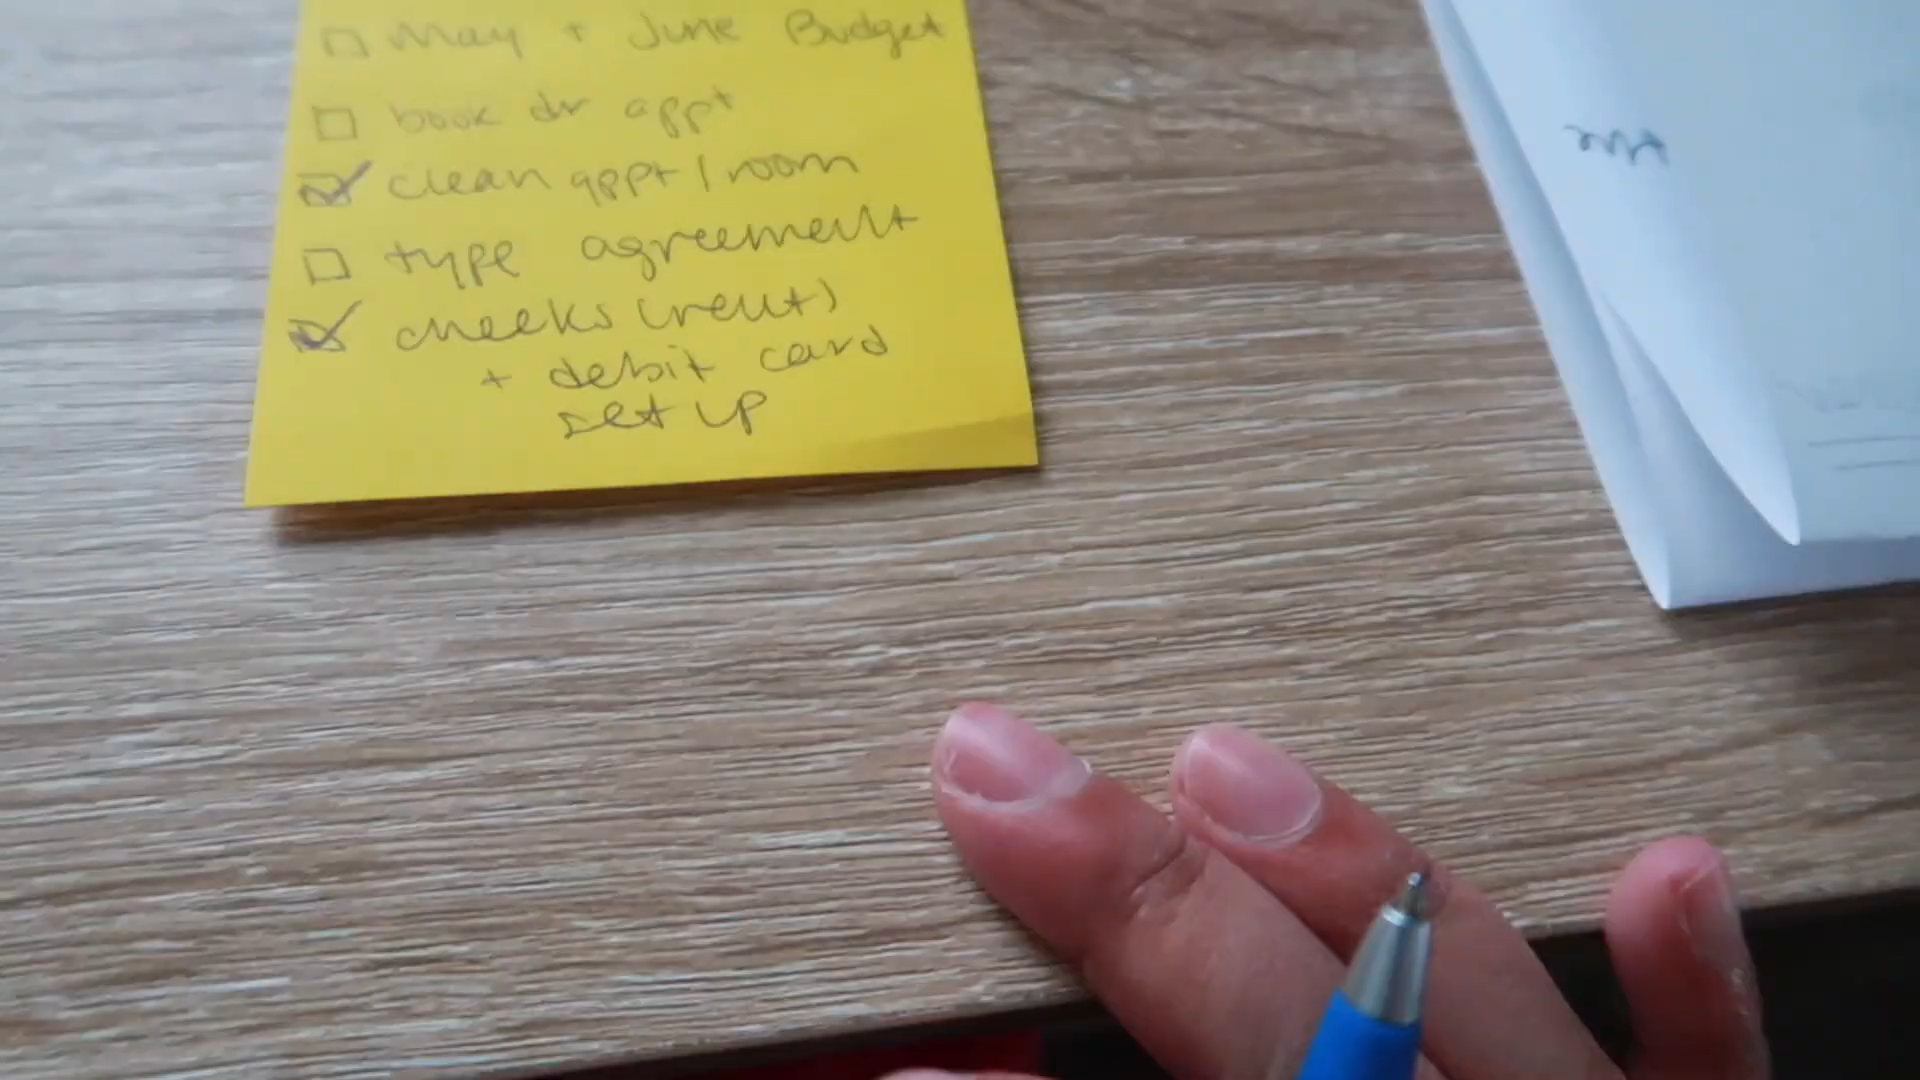 ☐ May + June Budget
☐ book dr appt
☑ clean appt / room
☐ type agreement
☑ checks (rent)
+ debit card
set up